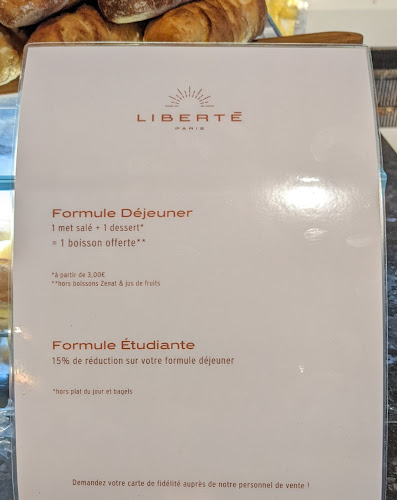 LIBERTÉ
PARIS
Formule Déjeuner
1 met salé + 1 dessert*
= 1 boisson offerte**
*à partir de 3,00€
**hors boissons Zenat & jus de fruits
Formule Étudiante
15% de réduction sur votre formule déjeuner
*hors plat du jour et bagels
Demandez votre carte de fidélité auprès de notre personnel de vente !